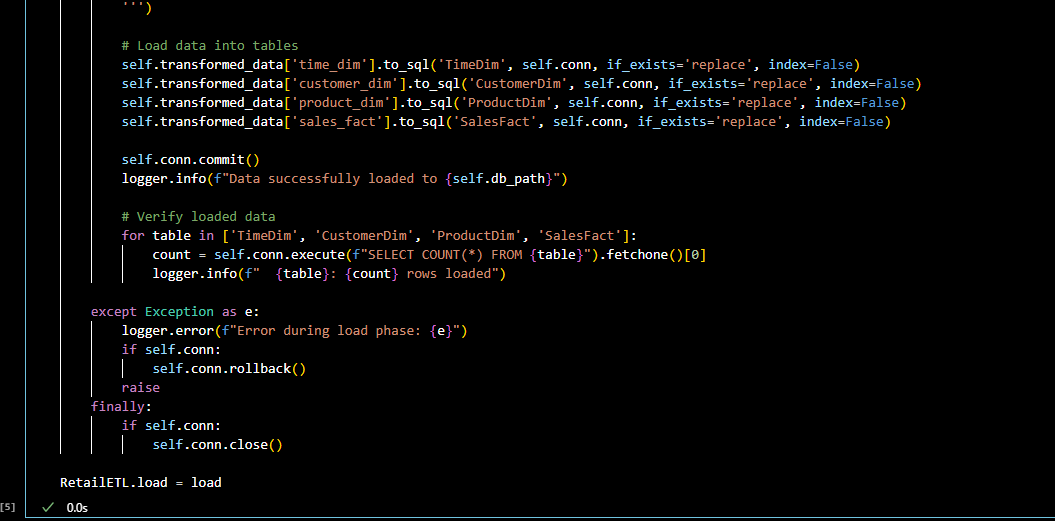 ''')
# Load data into tables
self.transformed_data['time_dim'].to_sql('TimeDim', self.conn, if_exists='replace', index=False)
self.transformed_data['customer_dim'].to_sql('CustomerDim', self.conn, if_exists='replace', index=False)
self.transformed_data['product_dim'].to_sql('ProductDim', self.conn, if_exists='replace', index=False)
self.transformed_data['sales_fact'].to_sql('SalesFact', self.conn, if_exists='replace', index=False)
self.conn.commit()
logger.info(f"Data successfully loaded to {self.db_path}")
# Verify loaded data
for table in ['TimeDim', 'CustomerDim', 'ProductDim', 'SalesFact']:
count = self.conn.execute(f"SELECT COUNT(*) FROM {table}").fetchone()[0]
logger.info(f"  {table}: {count} rows loaded")
except Exception as e:
logger.error(f"Error during load phase: {e}")
if self.conn:
self.conn.rollback()
raise
finally:
if self.conn:
self.conn.close()
RetailETL.load = load
[5] ✓ 0.0s